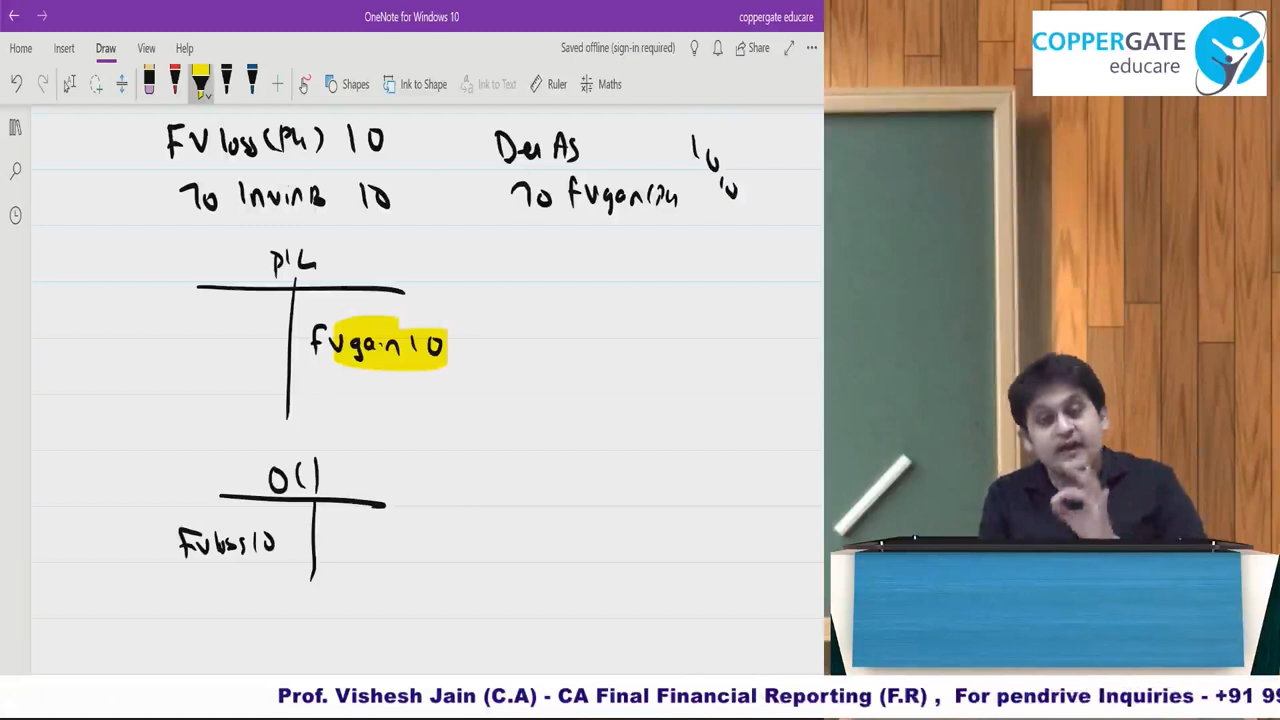 OneNote for Windows 10
coppergate educare
Home Insert Draw View Help
Saved offline (sign-in required)
Share
Shapes
Ink to Shape
Ink to Text
Ruler
Maths
COPPERGATE
educare
FV loss (P/L) 10
To Inv in B 10
Der As 10
To FV gain (P/L 10
P/L
FV gain 10
OCI
FV loss 10
Prof. Vishesh Jain (C.A) - CA Final Financial Reporting (F.R) , For pendrive Inquiries - +91 99